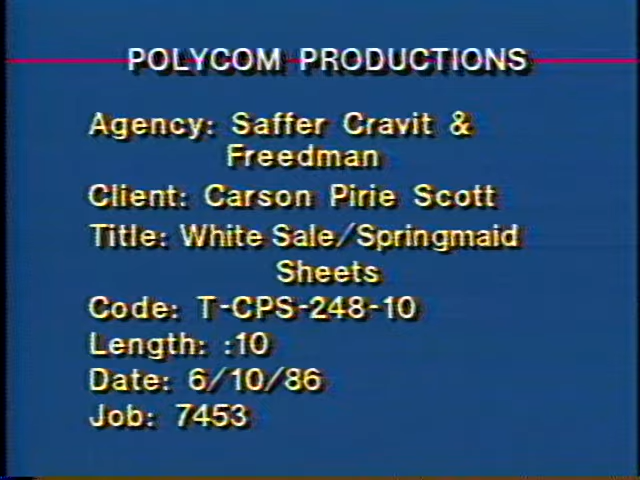 POLYCOM PRODUCTIONS
Agency: Saffer Cravit &
Freedman
Client: Carson Pirie Scott
Title: White Sale/Springmaid
Sheets
Code: T-CPS-248-10
Length: :10
Date: 6/10/86
Job: 7453